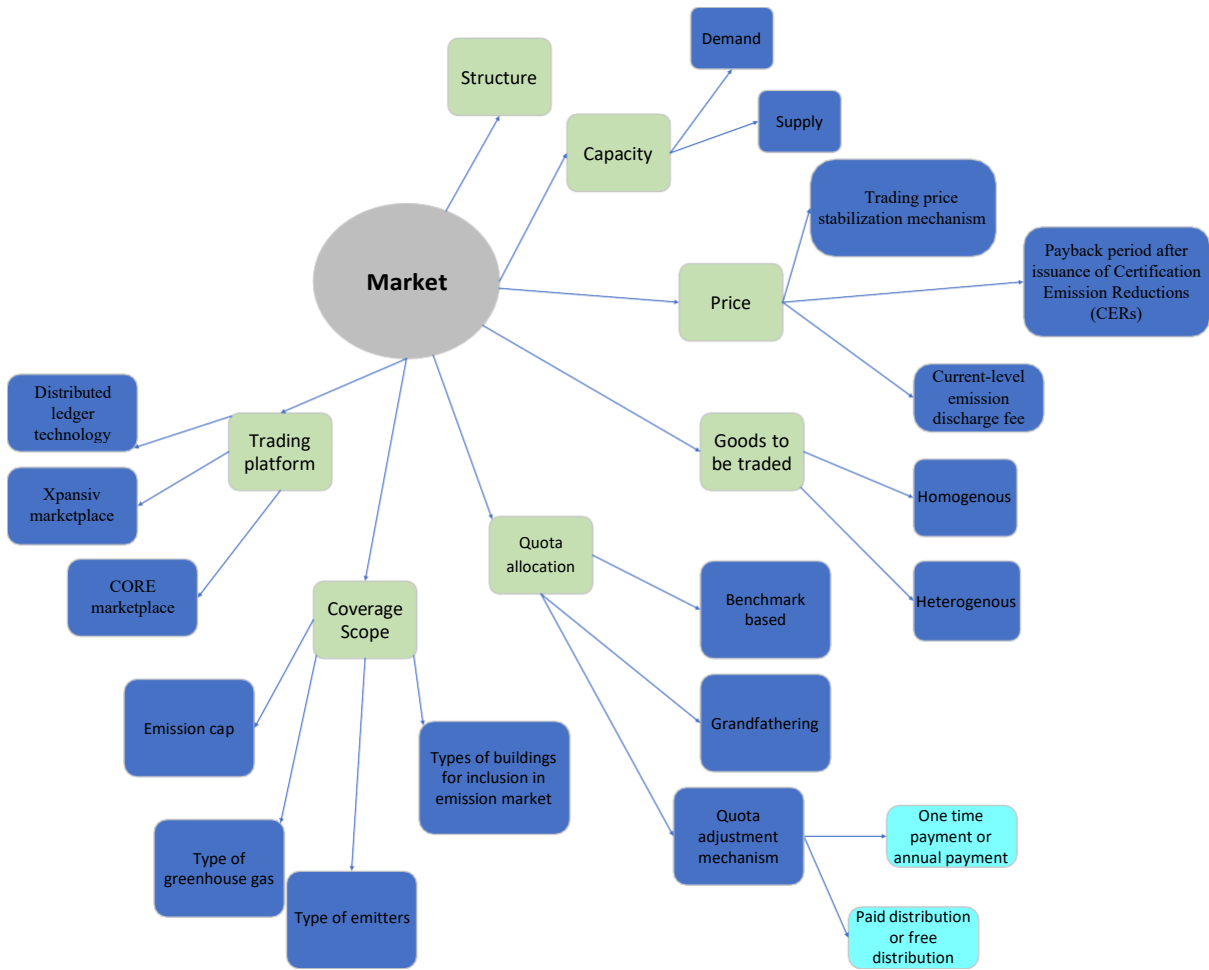 Demand
Structure
Supply
Capacity
Trading price
stabilization mechanism
Payback period after
issuance of Certification
Emission Reductions
(CERs)
Market
Price
Current-level
emission
discharge fee
Distributed
ledger
technology
Trading
platform
Goods to
be traded
Xpansiv
marketplace
Homogenous
Quota
allocation
CORE
marketplace
Coverage
Scope
Benchmark
based
Heterogenous
Emission cap
Types of buildings
for inclusion in
emission market
Grandfathering
Quota
adjustment
mechanism
One time
payment or
annual payment
Type of
greenhouse gas
Type of emitters
Paid distribution
or free
distribution